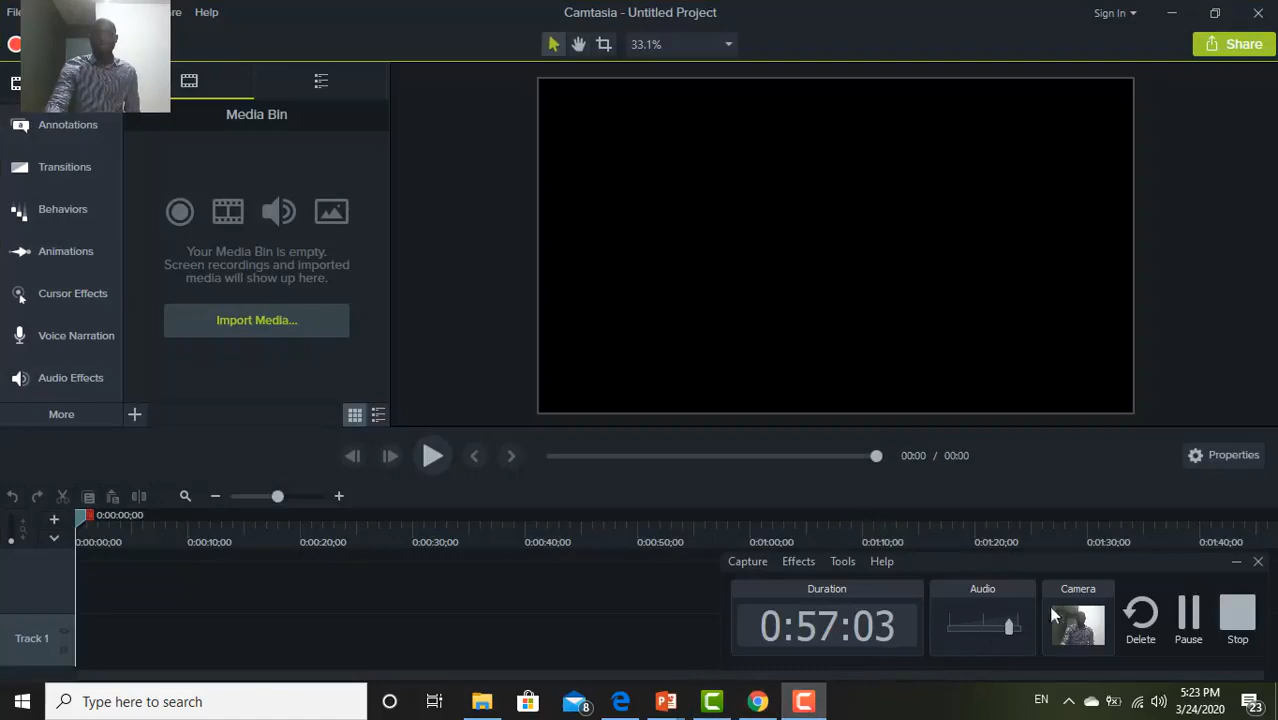 Fil
re
Help
Camtasia - Untitled Project
Sign In
33.1%
Share
Media Bin
Annotations
Transitions
Behaviors
Animations
Cursor Effects
Voice Narration
Audio Effects
More
Your Media Bin is empty.
Screen recordings and imported
media will show up here.
Import Media...
00:00 / 00:00
Properties
0:00:00;00
0:00:00;00 0:00:10;00 0:00:20;00 0:00:30;00 0:00:40;00 0:00:50;00 0:01:00;00 0:01:10;00 0:01:20;00 0:01:30;00 0:01:40;00
Track 1
Capture Effects Tools Help
Duration
0:57:03
Audio
Camera
Delete
Pause
Stop
Type here to search
8
EN
5:23 PM
3/24/2020
23